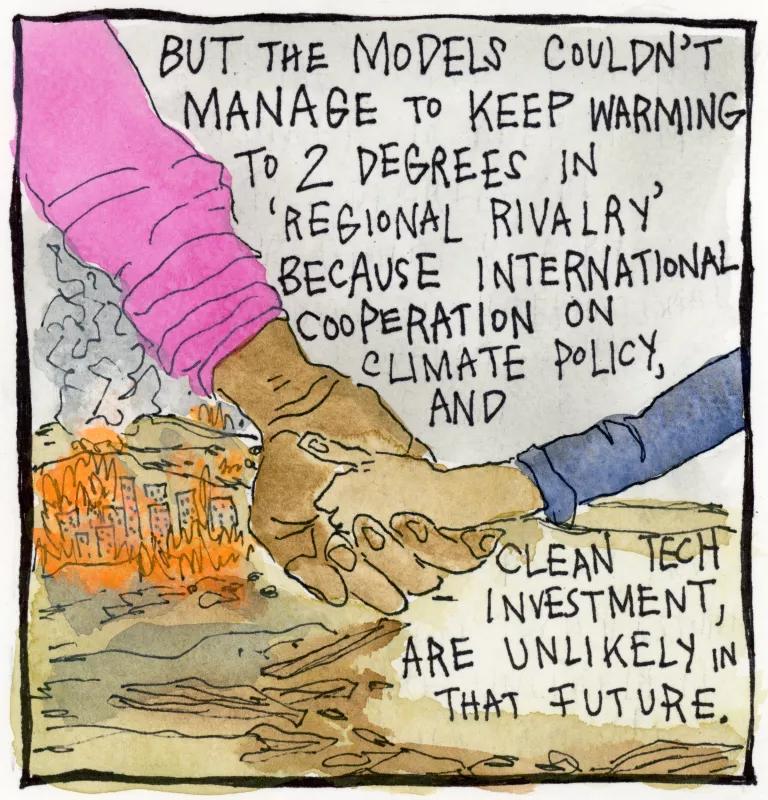 BUT THE MODELS COULDN'T
MANAGE TO KEEP WARMING
TO 2 DEGREES IN
'REGIONAL RIVALRY'
BECAUSE INTERNATIONAL
COOPERATION ON
CLIMATE POLICY,
AND
CLEAN TECH
INVESTMENT,
ARE UNLIKELY IN
THAT FUTURE.